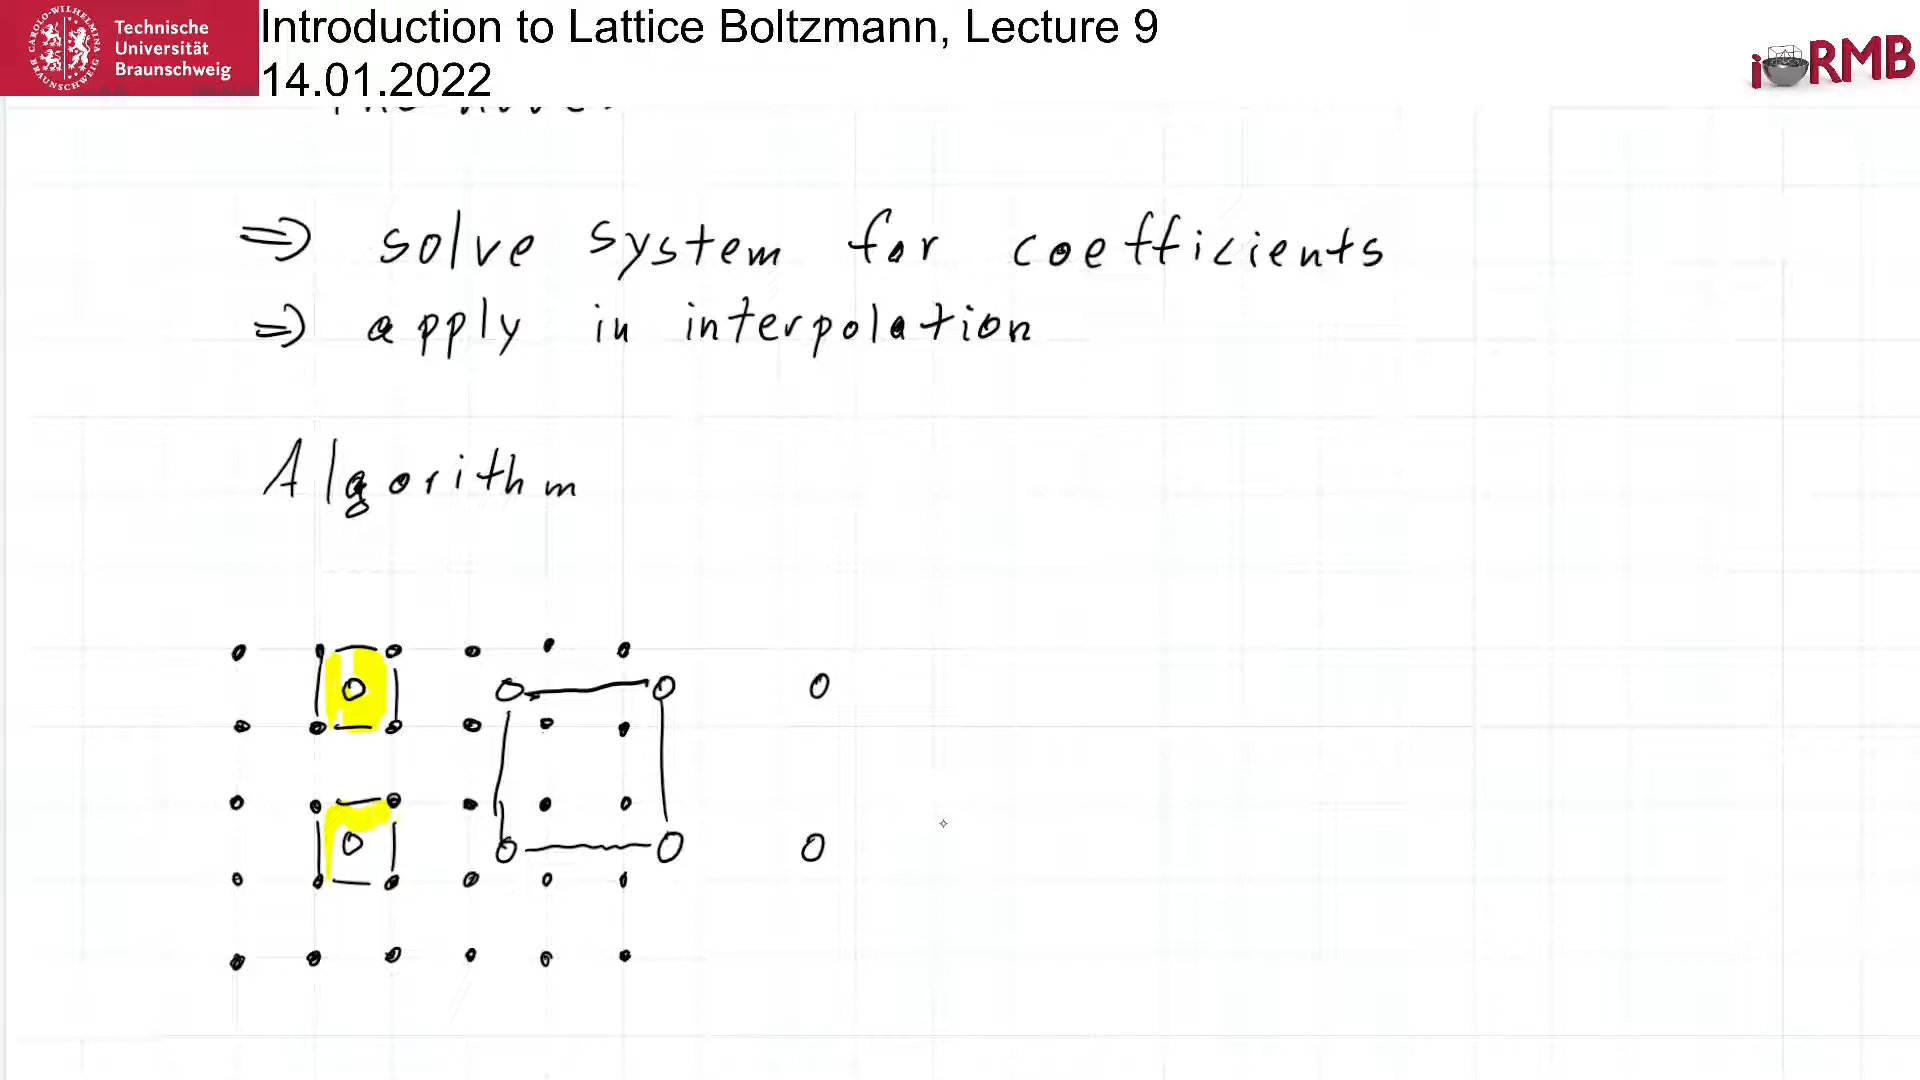 Technische
Universität
Braunschweig
Introduction to Lattice Boltzmann, Lecture 9
14.01.2022
iRMB
⇒ solve system for coefficients
⇒ apply in interpolation
Algorithm